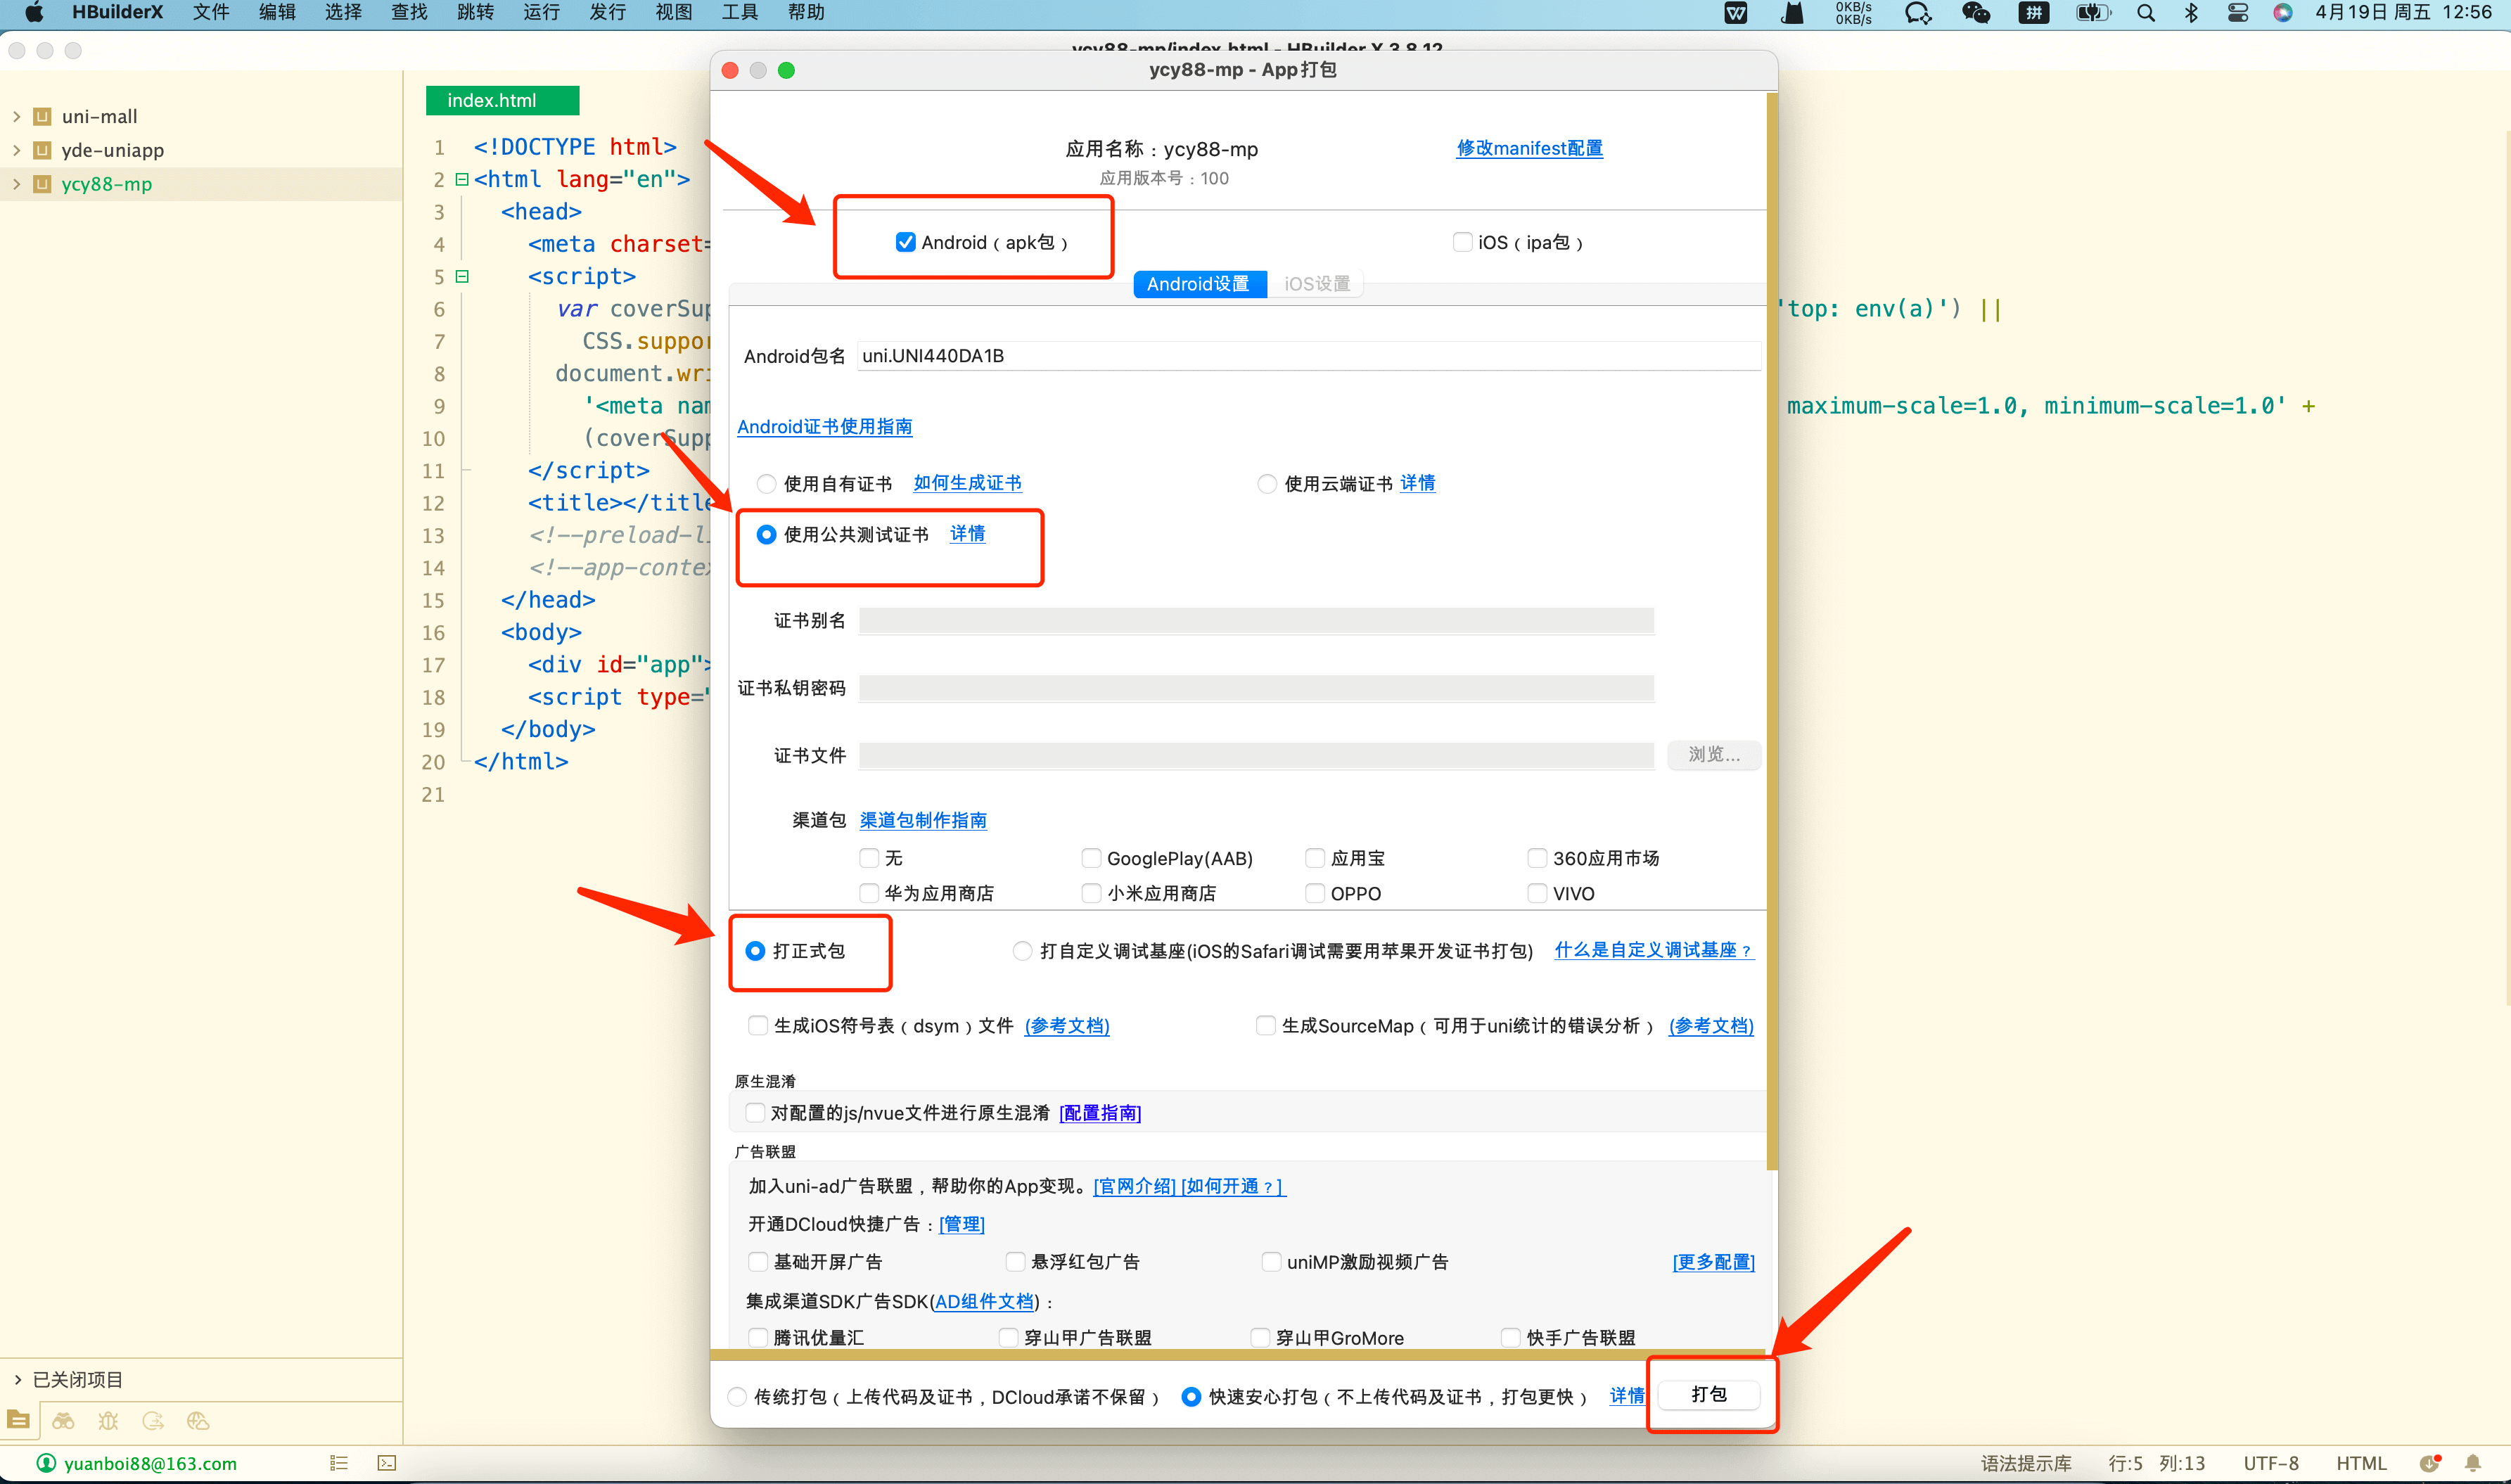 HBuilderX 文件 编辑 选择 查找 跳转 运行 发行 视图 工具 帮助 0KB/s 0KB/s 拼 4月19日 周五 12:56
ycy88-mp/index.html - HBuilder X 3.8.12
ycy88-mp - App打包
uni-mall
yde-uniapp
ycy88-mp
index.html
1 <!DOCTYPE html>
2 <html lang="en">
3 <head>
4 <meta charset=
5 <script>
6 var coverSup
'top: env(a)') ||
7 CSS.suppor
8 document.wri
9 '<meta nam
maximum-scale=1.0, minimum-scale=1.0' +
10 (coverSupp
11 </script>
12 <title></title
13 <!--preload-li
14 <!--app-contex
15 </head>
16 <body>
17 <div id="app">
18 <script type="
19 </body>
20 </html>
21
应用名称：ycy88-mp 修改manifest配置
应用版本号：100
Android（apk包） iOS（ipa包）
Android设置 iOS设置
Android包名 uni.UNI440DA1B
Android证书使用指南
使用自有证书 如何生成证书 使用云端证书 详情
使用公共测试证书 详情
证书别名
证书私钥密码
证书文件 浏览...
渠道包 渠道包制作指南
无 GooglePlay(AAB) 应用宝 360应用市场
华为应用商店 小米应用商店 OPPO VIVO
打正式包 打自定义调试基座(iOS的Safari调试需要用苹果开发证书打包) 什么是自定义调试基座？
生成iOS符号表（dsym）文件 (参考文档) 生成SourceMap（可用于uni统计的错误分析） (参考文档)
原生混淆
对配置的js/nvue文件进行原生混淆 [配置指南]
广告联盟
加入uni-ad广告联盟，帮助你的App变现。[官网介绍] [如何开通？]
开通DCloud快捷广告：[管理]
基础开屏广告 悬浮红包广告 uniMP激励视频广告 [更多配置]
集成渠道SDK广告SDK(AD组件文档)：
腾讯优量汇 穿山甲广告联盟 穿山甲GroMore 快手广告联盟
传统打包（上传代码及证书，DCloud承诺不保留） 快速安心打包（不上传代码及证书，打包更快） 详情 打包
已关闭项目
yuanboi88@163.com 语法提示库 行:5 列:13 UTF-8 HTML